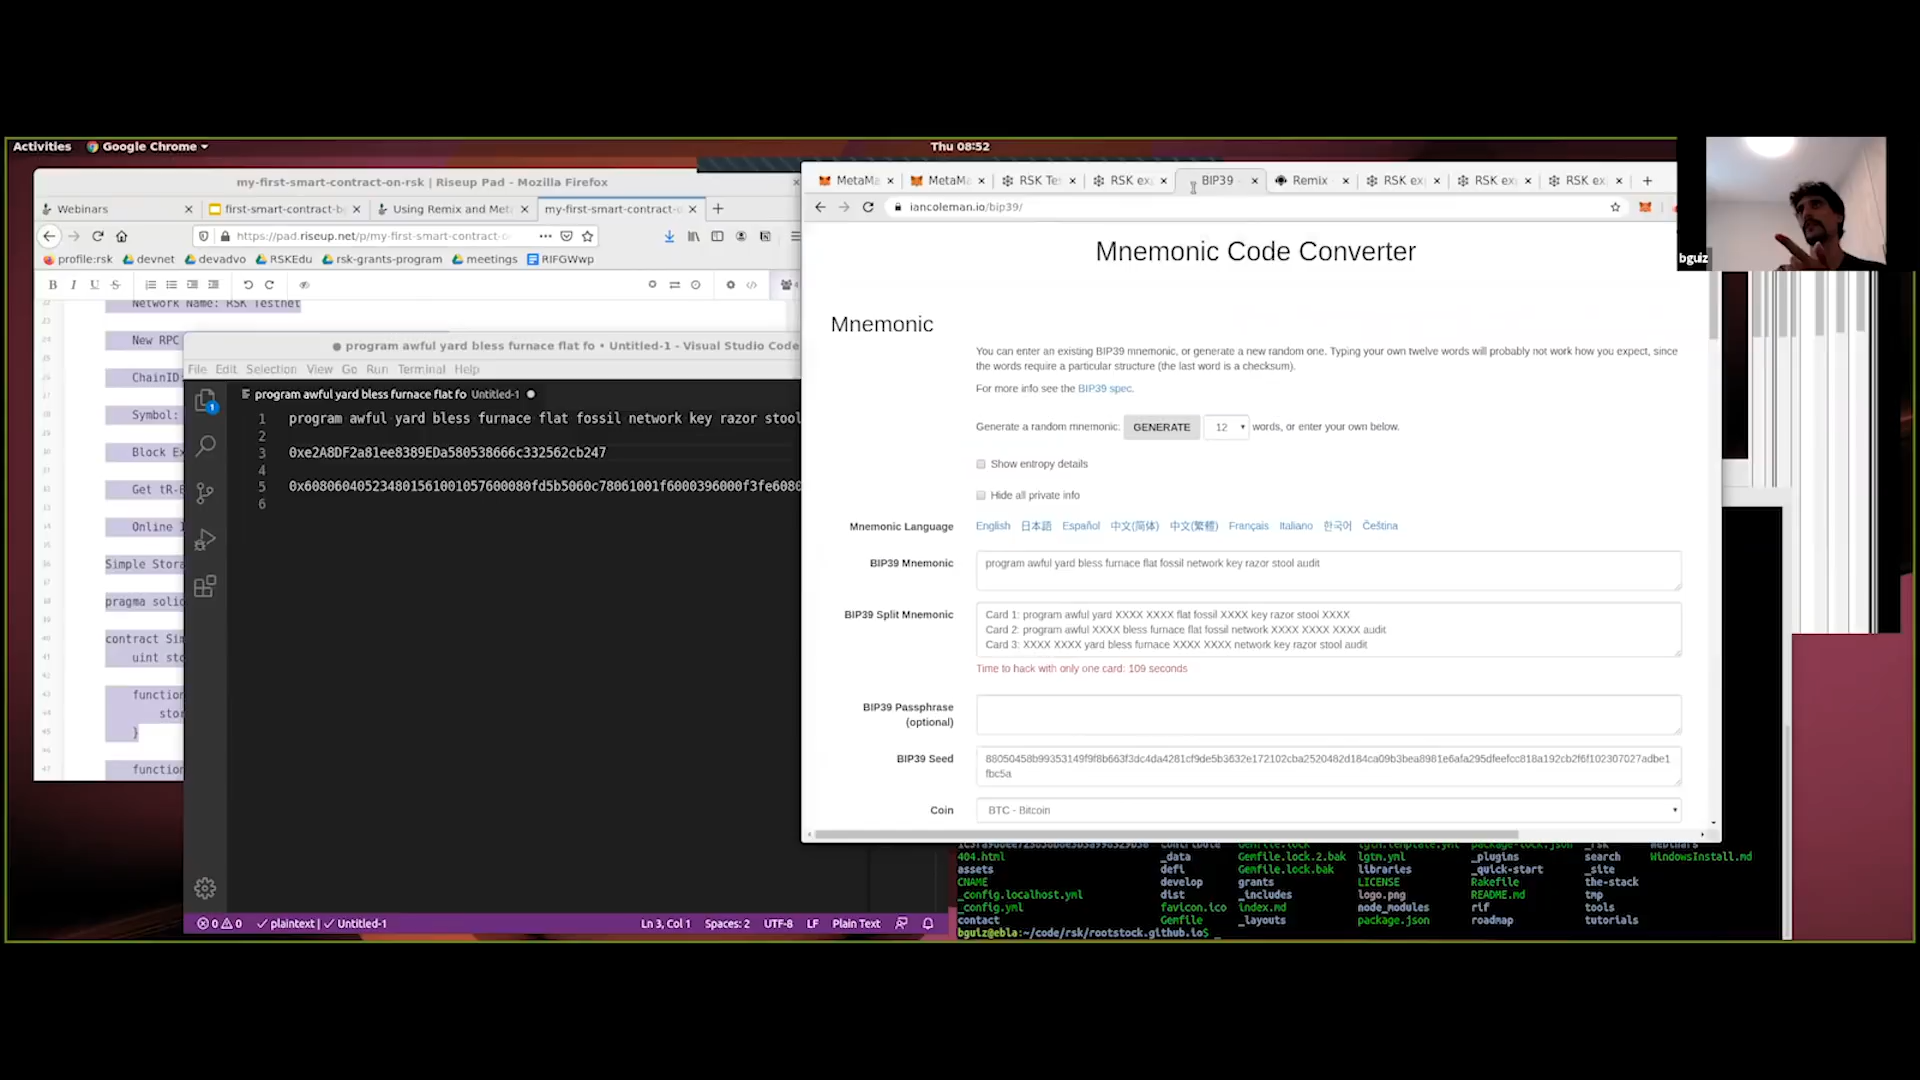 Activities
Google Chrome
Thu 08:52
my-first-smart-contract-on-rsk | Riseup Pad - Mozilla Firefox
Webinars
first-smart-contract-b
Using Remix and Met
my-first-smart-contract-o
https://pad.riseup.net/p/my-first-smart-contract-o
profile:rsk
devnet
devadvo
RSKEdu
rsk-grants-program
meetings
RIFGWwp
Network Name: RSK Testnet
New RPC
ChainID
Symbol:
Block Ex
Get tR-B
Online I
Simple Stora
pragma solid
contract Sim
uint sto
function
stor
}
function
● program awful yard bless furnace flat fo • Untitled-1 - Visual Studio Code
File Edit Selection View Go Run Terminal Help
program awful yard bless furnace flat fo Untitled-1
1 program awful yard bless furnace flat fossil network key razor stool
2
3 0xe2A8DF2a81ee8389EDa580538666c332562cb247
4
5 0x608060405234801561001057600080fd5b5060c78061001f6000396000f3fe6080
6
0 0 plaintext | Untitled-1
Ln 3, Col 1 Spaces: 2 UTF-8 LF Plain Text
MetaMa
MetaMa
RSK Te
RSK ex
BIP39
Remix
RSK ex
RSK ex
RSK ex
iancoleman.io/bip39/
Mnemonic Code Converter
Mnemonic
You can enter an existing BIP39 mnemonic, or generate a new random one. Typing your own twelve words will probably not work how you expect, since
the words require a particular structure (the last word is a checksum).
For more info see the BIP39 spec.
Generate a random mnemonic: GENERATE 12 words, or enter your own below.
Show entropy details
Hide all private info
Mnemonic Language English 日本語 Español 中文(简体) 中文(繁體) Français Italiano 한국어 Čeština
BIP39 Mnemonic program awful yard bless furnace flat fossil network key razor stool audit
BIP39 Split Mnemonic
Card 1: program awful yard XXXX XXXX flat fossil XXXX key razor stool XXXX
Card 2: program awful XXXX bless furnace flat fossil network XXXX XXXX XXXX audit
Card 3: XXXX XXXX yard bless furnace XXXX XXXX network key razor stool audit
Time to hack with only one card: 109 seconds
BIP39 Passphrase
(optional)
BIP39 Seed
Coin BTC - Bitcoin
bguiz
404.html _data Gemfile.lock.2.bak lgtm.yml _plugins search WindowsInstall.md
assets defi Gemfile.lock.bak libraries _quick-start _site
CNAME develop grants LICENSE Rakefile the-stack
_config.localhost.yml dist _includes logo.png README.md tmp
_config.yml favicon.ico index.md node_modules rif tools
contact Gemfile _layouts package.json roadmap tutorials
bguiz@ebla:~/code/rsk/rootstock.github.io$